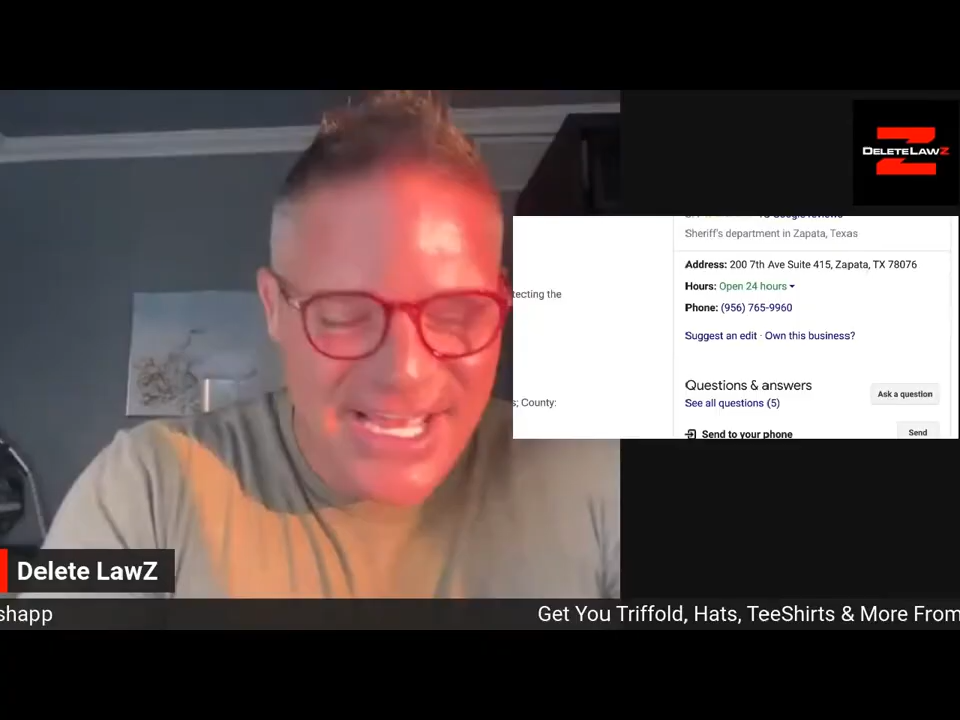 DELETELAWZ
Google reviews
Sheriff's department in Zapata, Texas
Address: 200 7th Ave Suite 415, Zapata, TX 78076
tecting the
Hours: Open 24 hours
Phone: (956) 765-9960
Suggest an edit · Own this business?
Questions & answers
Ask a question
See all questions (5)
s; County:
Send to your phone
Send
Delete LawZ
shapp
Get You Triffold, Hats, TeeShirts & More From